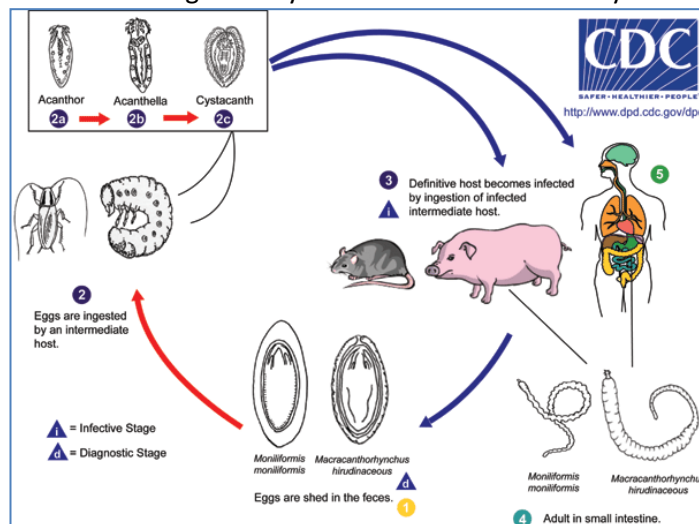 Acanthor Acanthella Cystacanth
2a 2b 2c
CDC
SAFER•HEALTHIER•PEOPLE
http://www.dpd.cdc.gov/dpd
3 Definitive host becomes infected
by ingestion of infected
intermediate host.
i
5
2
Eggs are ingested
by an intermediate
host.
i = Infective Stage
d = Diagnostic Stage
Moniliformis
moniliformis
Macracanthorhynchus
hirudinaceous
d
Eggs are shed in the feces.
1
Moniliformis
moniliformis
Macracanthorhynchus
hirudinaceous
4 Adult in small intestine.